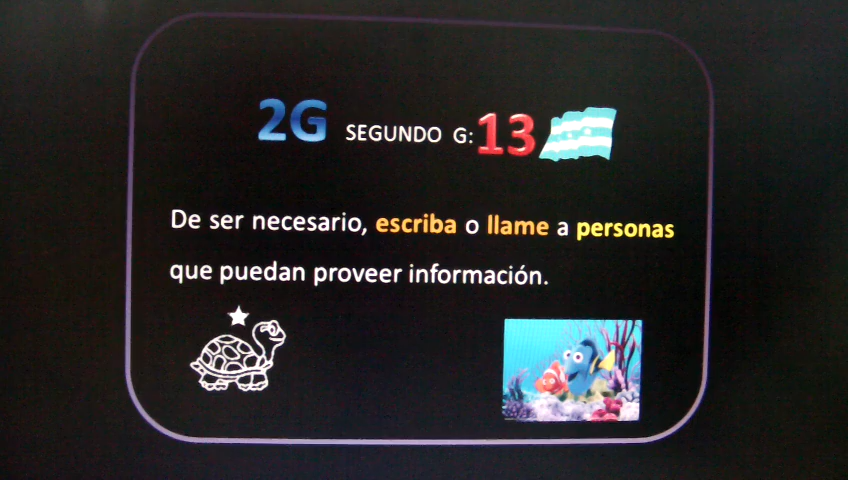 2G SEGUNDO G: 13
De ser necesario, escriba o llame a personas
que puedan proveer información.